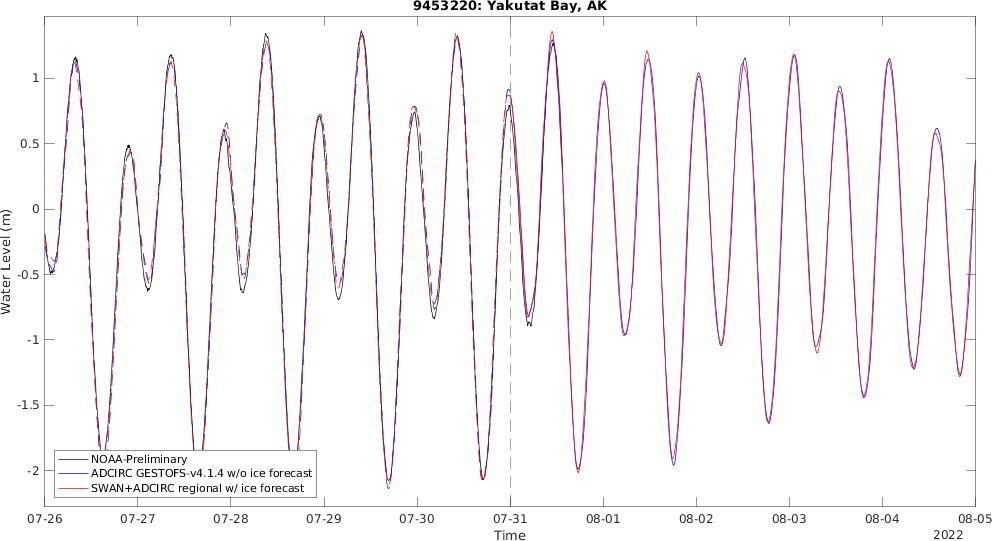 9453220: Yakutat Bay, AK
Water Level (m)
1
0.5
0
-0.5
-1
-1.5
-2
NOAA-Preliminary
ADCIRC GESTOFS-v4.1.4 w/o ice forecast
SWAN+ADCIRC regional w/ ice forecast
07-26 07-27 07-28 07-29 07-30 07-31 08-01 08-02 08-03 08-04 08-05
Time
2022